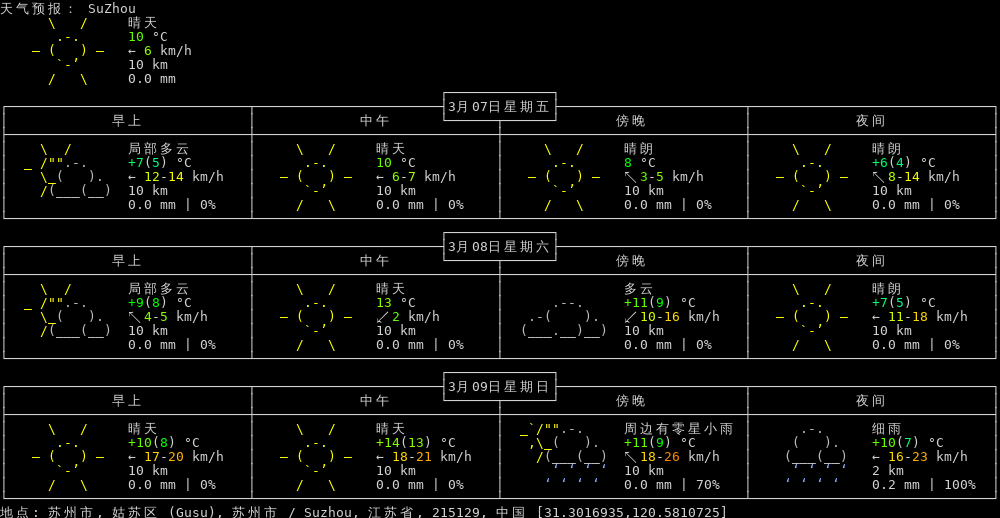 天气预报: SuZhou
晴天
10 °C
← 6 km/h
10 km
0.0 mm
3月07日星期五
早上 中午 傍晚 夜间
局部多云 晴天 晴朗 晴朗
+7(5) °C 10 °C 8 °C +6(4) °C
← 12-14 km/h ← 6-7 km/h ↖ 3-5 km/h ↖ 8-14 km/h
10 km 10 km 10 km 10 km
0.0 mm | 0% 0.0 mm | 0% 0.0 mm | 0% 0.0 mm | 0%
3月08日星期六
早上 中午 傍晚 夜间
局部多云 晴天 多云 晴朗
+9(8) °C 13 °C +11(9) °C +7(5) °C
↖ 4-5 km/h ↙ 2 km/h ↙ 10-16 km/h ← 11-18 km/h
10 km 10 km 10 km 10 km
0.0 mm | 0% 0.0 mm | 0% 0.0 mm | 0% 0.0 mm | 0%
3月09日星期日
早上 中午 傍晚 夜间
晴天 晴天 周边有零星小雨 细雨
+10(8) °C +14(13) °C +11(9) °C +10(7) °C
← 17-20 km/h ← 18-21 km/h ↖ 18-26 km/h ← 16-23 km/h
10 km 10 km 10 km 2 km
0.0 mm | 0% 0.0 mm | 0% 0.0 mm | 70% 0.2 mm | 100%
地点: 苏州市, 姑苏区 (Gusu), 苏州市 / Suzhou, 江苏省, 215129, 中国 [31.3016935,120.5810725]